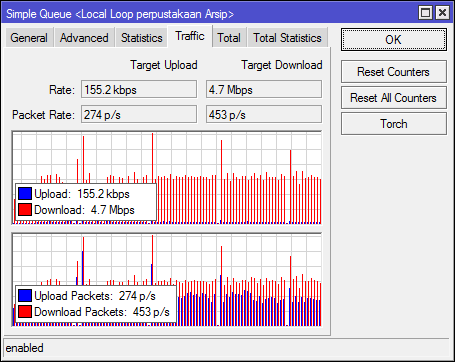 Simple Queue <Local Loop perpustakaan Arsip>
General Advanced Statistics Traffic Total Total Statistics
Target Upload Target Download
Rate: 155.2 kbps 4.7 Mbps
Packet Rate: 274 p/s 453 p/s
Upload: 155.2 kbps
Download: 4.7 Mbps
Upload Packets: 274 p/s
Download Packets: 453 p/s
OK
Reset Counters
Reset All Counters
Torch
enabled